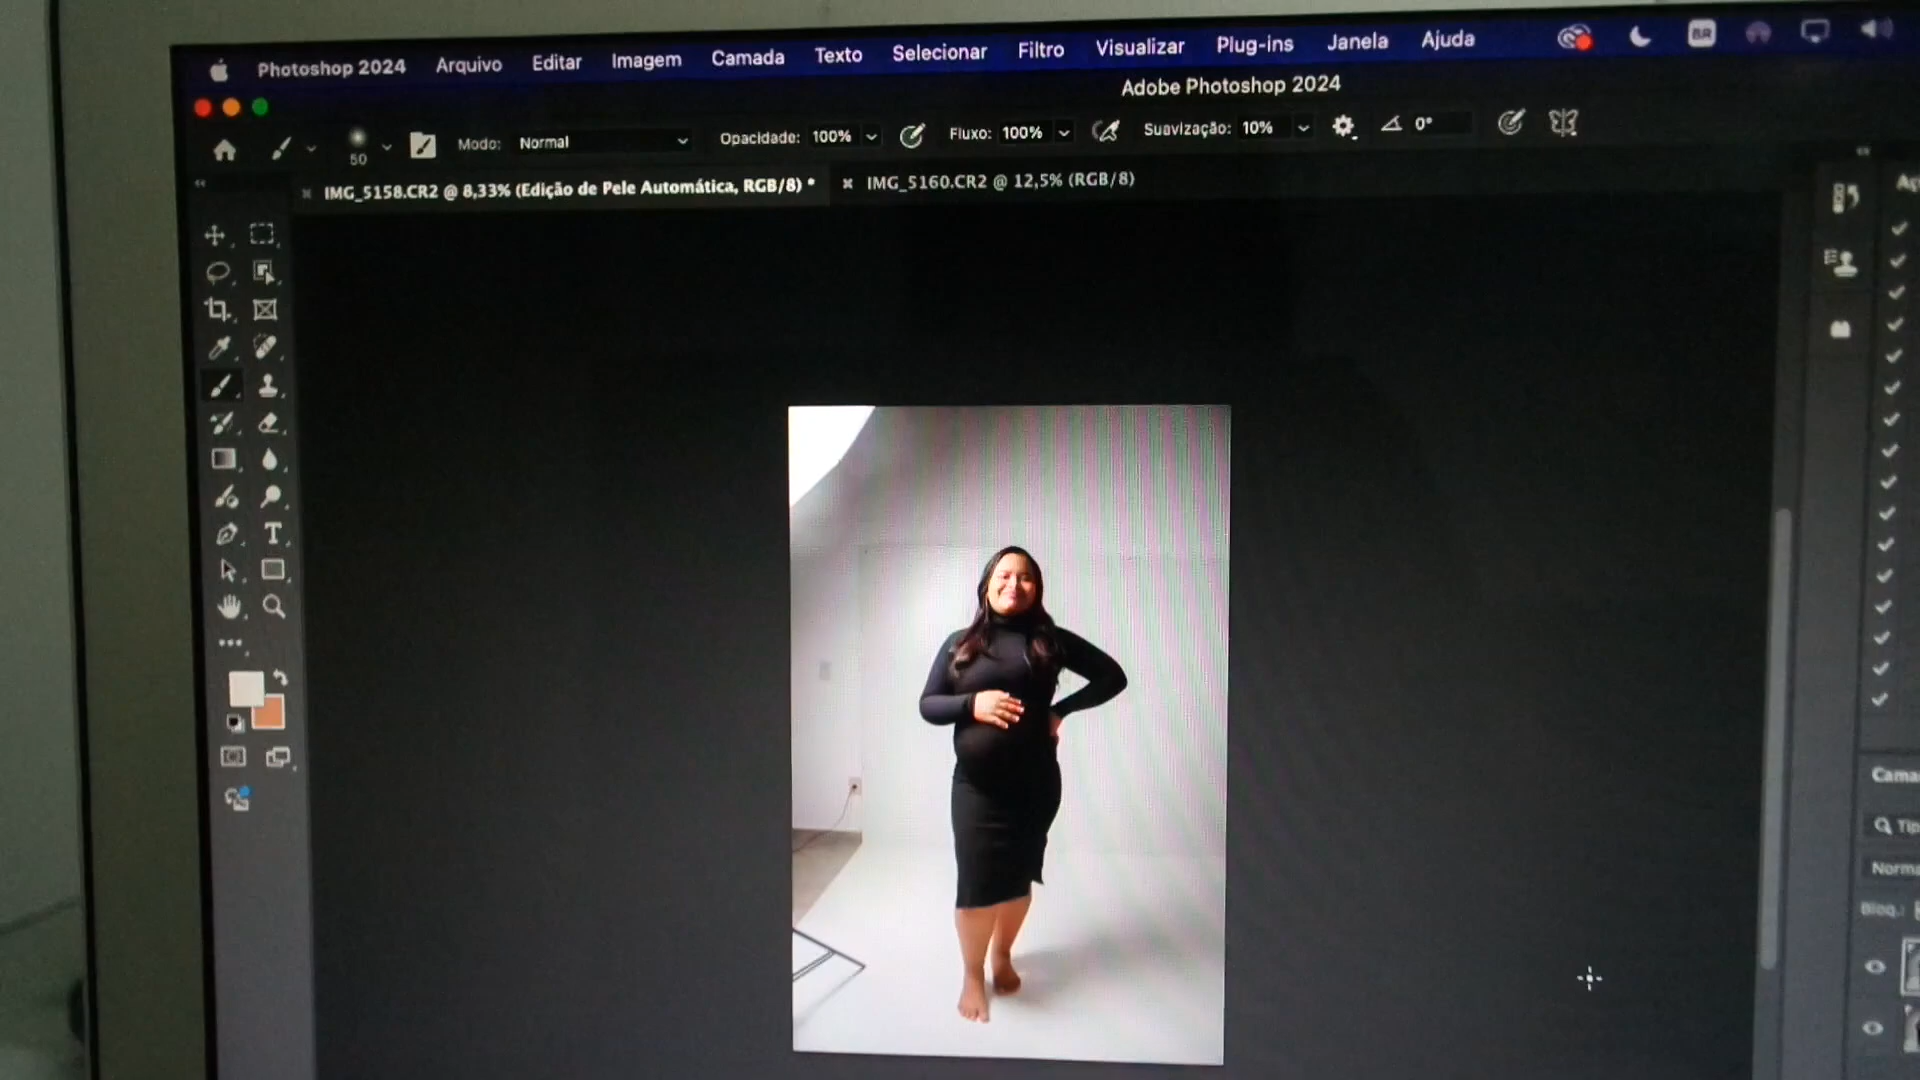 Photoshop 2024 Arquivo Editar Imagem Camada Texto Selecionar Filtro Visualizar Plug-ins Janela Ajuda BR
Adobe Photoshop 2024
50 Modo: Normal Opacidade: 100% Fluxo: 100% Suavização: 10% 0°
IMG_5158.CR2 @ 8,33% (Edição de Pele Automática, RGB/8) * IMG_5160.CR2 @ 12,5% (RGB/8)
T